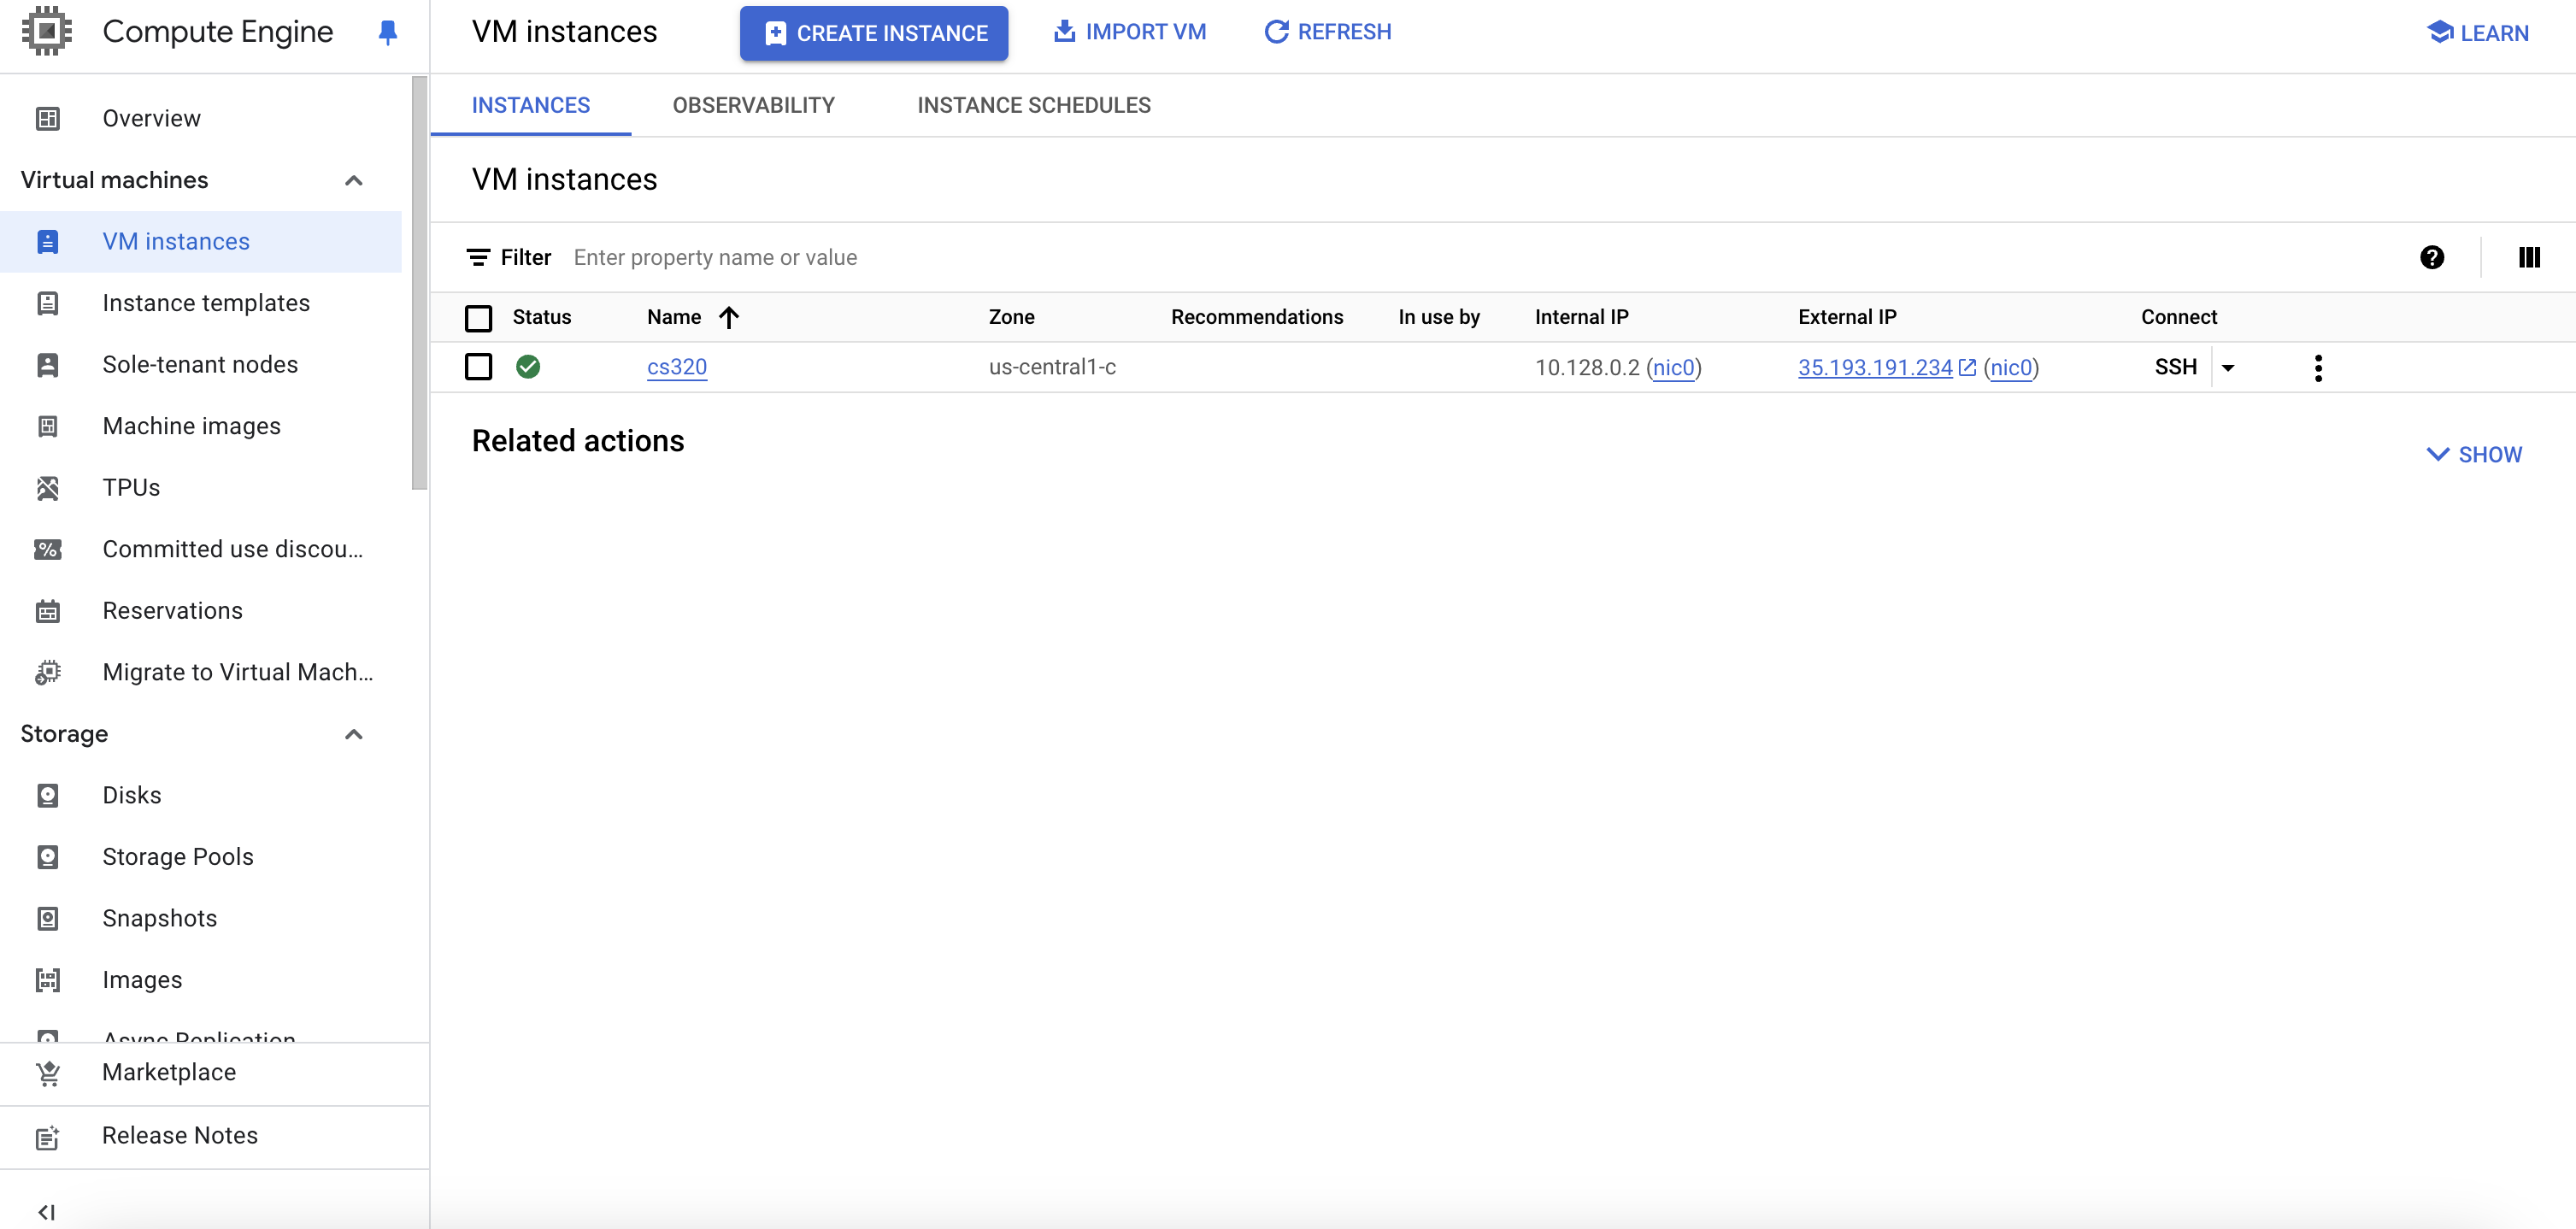 Compute Engine
VM instances
CREATE INSTANCE
IMPORT VM
REFRESH
LEARN
Overview
Virtual machines
VM instances
Instance templates
Sole-tenant nodes
Machine images
TPUs
Committed use discou...
Reservations
Migrate to Virtual Mach...
Storage
Disks
Storage Pools
Snapshots
Images
Async Replication
Marketplace
Release Notes
INSTANCES
OBSERVABILITY
INSTANCE SCHEDULES
VM instances
Filter Enter property name or value
Status Name Zone Recommendations In use by Internal IP External IP Connect
cs320 us-central1-c 10.128.0.2 (nic0) 35.193.191.234 (nic0) SSH
Related actions
SHOW